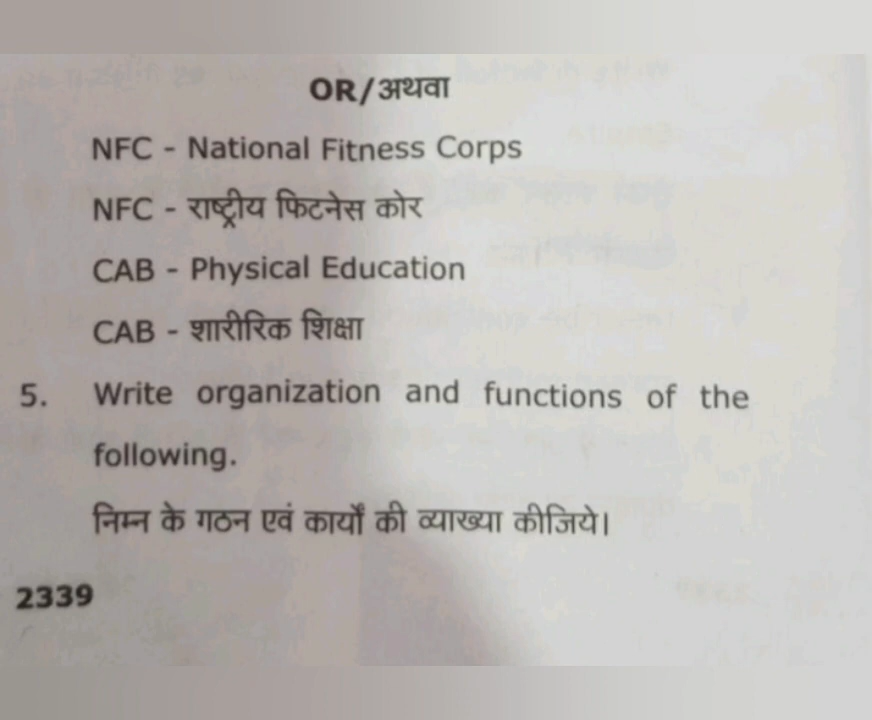 OR/अथवा
NFC - National Fitness Corps
NFC - राष्ट्रीय फिटनेस कोर
CAB - Physical Education
CAB - शारीरिक शिक्षा
5. Write organization and functions of the
following.
निम्न के गठन एवं कार्यों की व्याख्या कीजिये।
2339